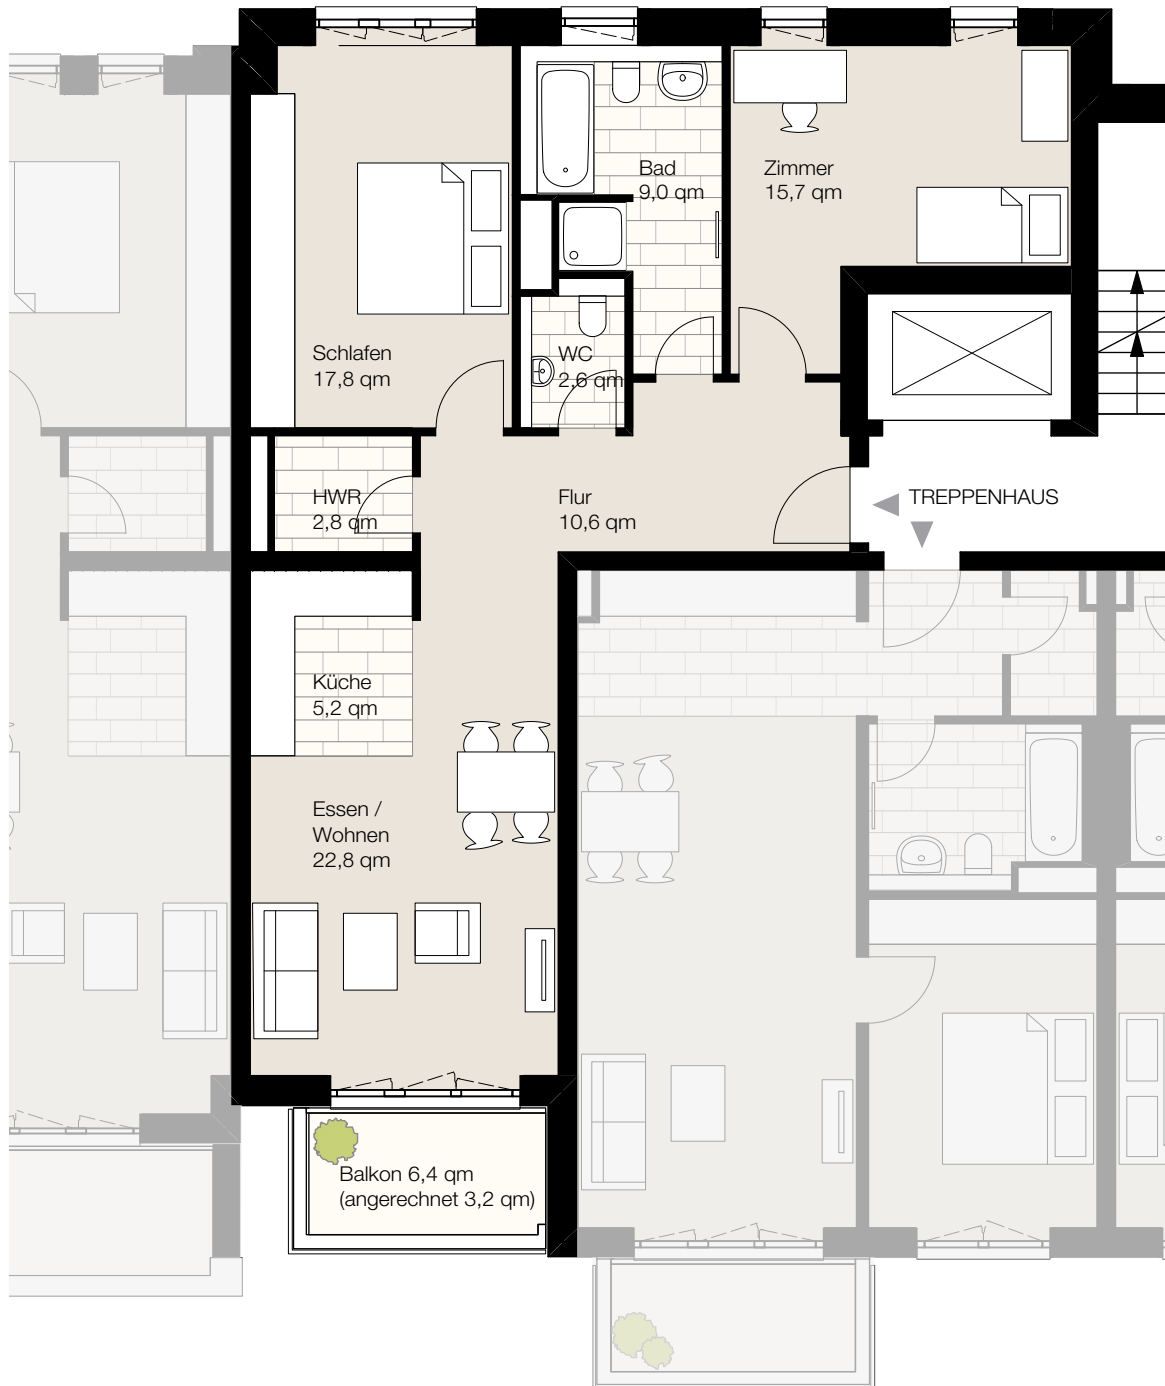 Bad
9,0 qm
Zimmer
15,7 qm
Schlafen
17,8 qm
WC
2,6 qm
HWR
2,8 qm
Flur
10,6 qm
TREPPENHAUS
Küche
5,2 qm
Essen /
Wohnen
22,8 qm
Balkon 6,4 qm
(angerechnet 3,2 qm)